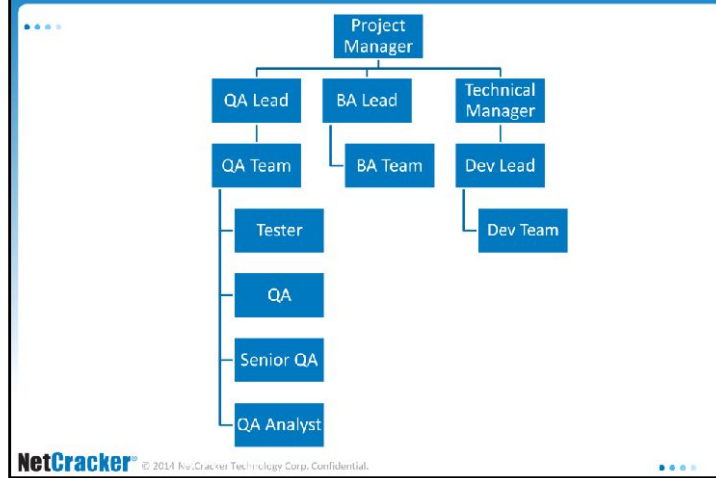 Project
Manager
QA Lead
BA Lead
Technical
Manager
QA Team
BA Team
Dev Lead
Tester
Dev Team
QA
Senior QA
QA Analyst
NetCracker® © 2014 NetCracker Technology Corp. Confidential.